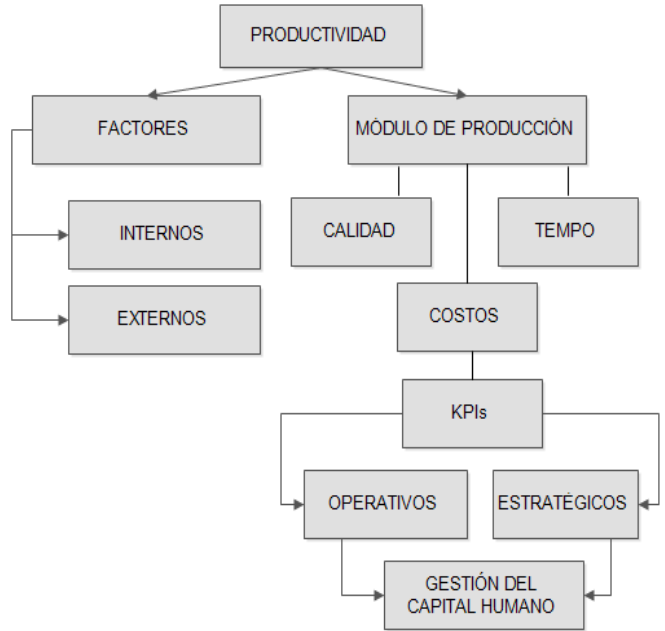 PRODUCTIVIDAD
FACTORES
MÓDULO DE PRODUCCIÓN
INTERNOS
CALIDAD
TEMPO
EXTERNOS
COSTOS
KPIs
OPERATIVOS
ESTRATÉGICOS
GESTIÓN DEL
CAPITAL HUMANO